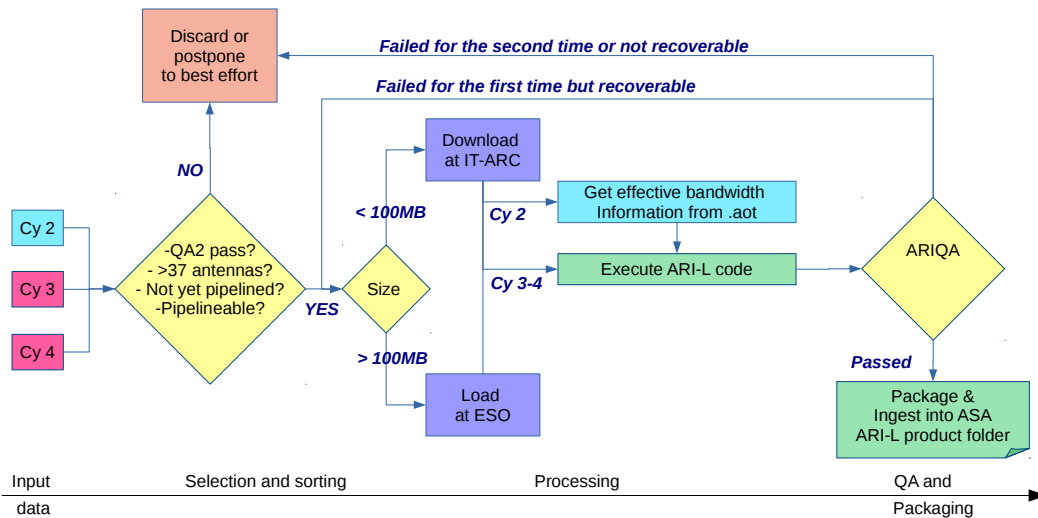 Discard or
postpone
to best effort
Failed for the second time or not recoverable
Failed for the first time but recoverable
Download
at IT-ARC
NO
Get effective bandwidth
Information from .aot
Cy 2
< 100MB
Cy 2
-QA2 pass?
- >37 antennas?
- Not yet pipelined?
-Pipelineable?
ARIQA
Execute ARI-L code
Cy 3
Size
Cy 3-4
YES
Cy 4
> 100MB
Passed
Load
at ESO
Package &
Ingest into ASA
ARI-L product folder
Input
data
Selection and sorting
Processing
QA and
Packaging